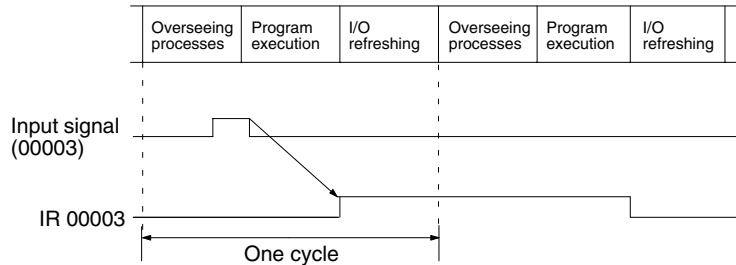 Overseeing processes
Program execution
I/O refreshing
Overseeing processes
Program execution
I/O refreshing
Input signal
(00003)
IR 00003
One cycle